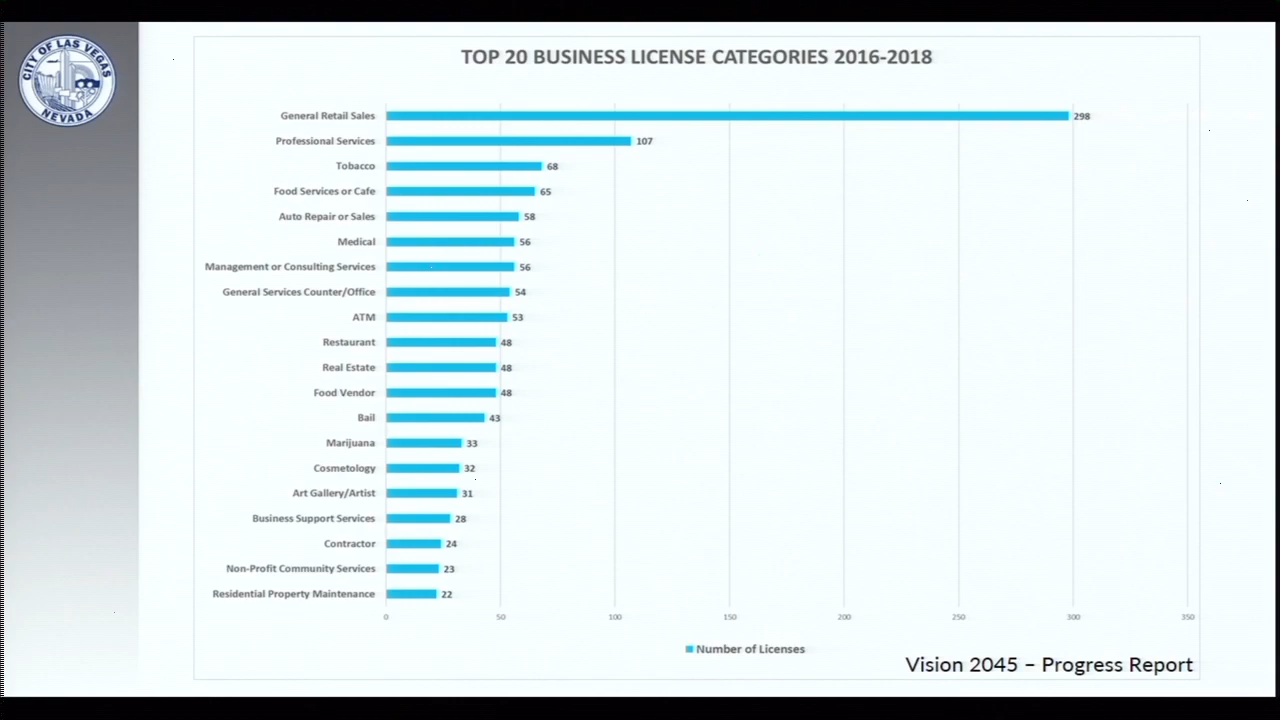 CITY OF LAS VEGAS
NEVADA
TOP 20 BUSINESS LICENSE CATEGORIES 2016-2018
General Retail Sales 298
Professional Services 107
Tobacco 68
Food Services or Cafe 65
Auto Repair or Sales 58
Medical 56
Management or Consulting Services 56
General Services Counter/Office 54
ATM 53
Restaurant 48
Real Estate 48
Food Vendor 48
Bail 43
Marijuana 33
Cosmetology 32
Art Gallery/Artist 31
Business Support Services 28
Contractor 24
Non-Profit Community Services 23
Residential Property Maintenance 22
0 50 100 150 200 250 300 350
Number of Licenses
Vision 2045 – Progress Report